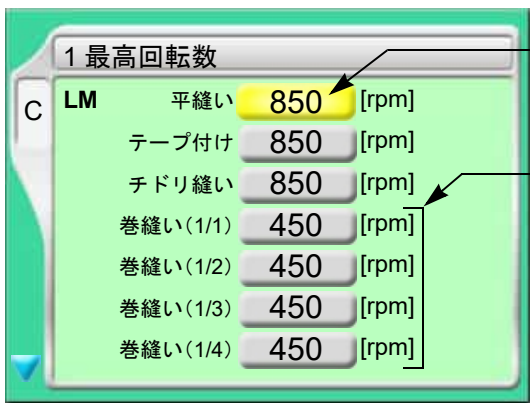 1 最高回転数
C
LM 平縫い 850 [rpm]
テープ付け 850 [rpm]
チドリ縫い 850 [rpm]
巻縫い(1/1) 450 [rpm]
巻縫い(1/2) 450 [rpm]
巻縫い(1/3) 450 [rpm]
巻縫い(1/4) 450 [rpm]